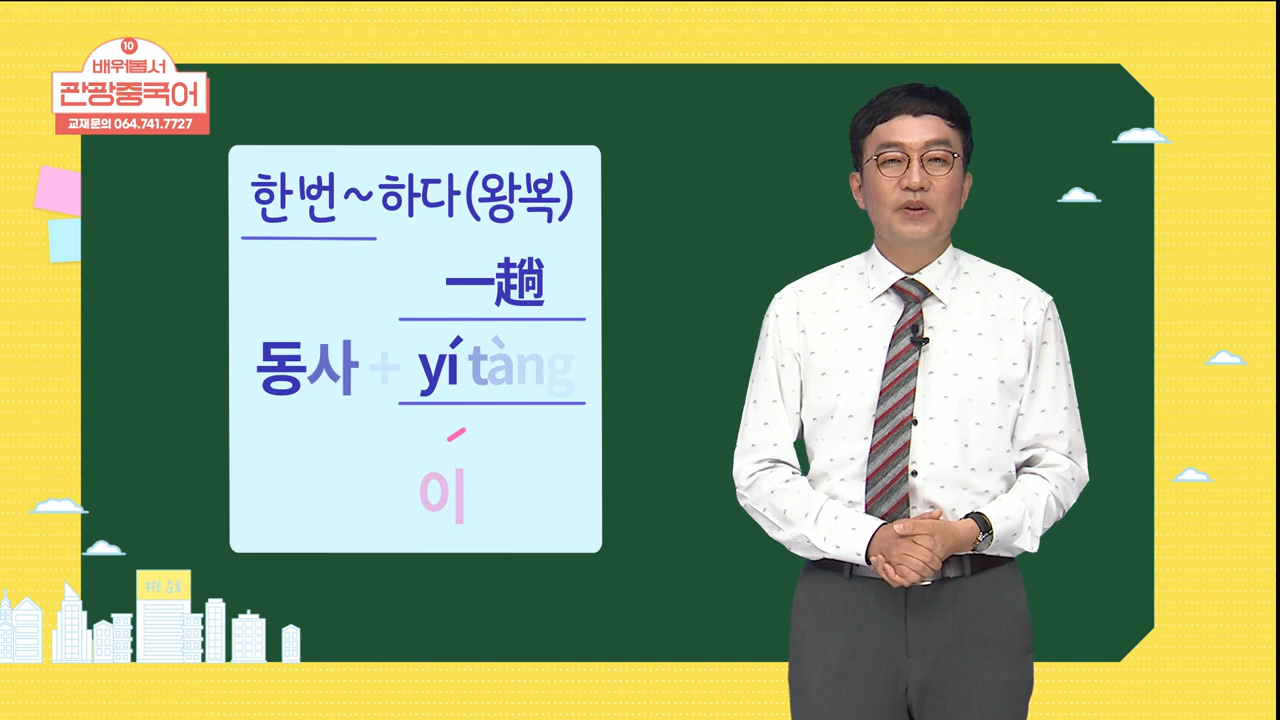 10
배워봅서
관광중국어
교재문의 064.741.7727
한번~하다(왕복)
一趟
동사 + yí tàng
이